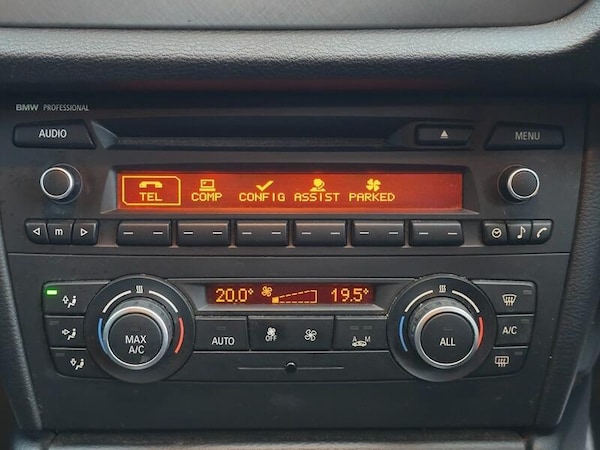 BMW PROFESSIONAL
AUDIO
MENU
TEL COMP CONFIG ASSIST PARKED
m
20.0° 19.5°
MAX
A/C
AUTO
OFF
A M
ALL
A/C